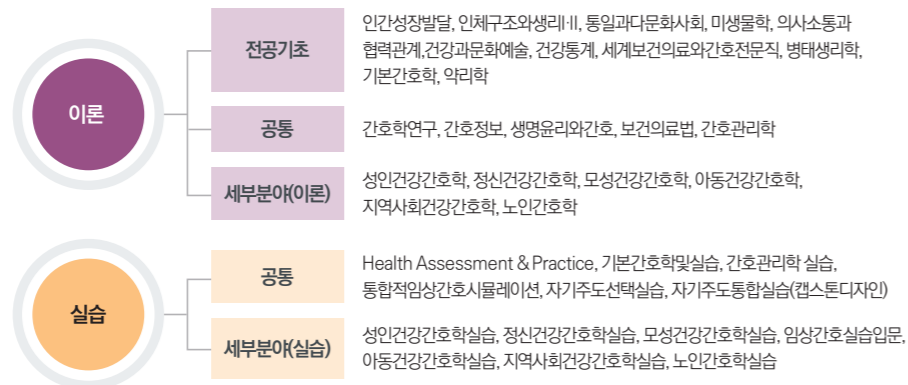 이론
전공기초
인간성장발달, 인체구조와생리I·II, 통일과다문화사회, 미생물학, 의사소통과
협력관계,건강과문화예술, 건강통계, 세계보건의료와간호전문직, 병태생리학,
기본간호학, 약리학
공통
간호학연구, 간호정보, 생명윤리와간호, 보건의료법, 간호관리학
세부분야(이론)
성인건강간호학, 정신건강간호학, 모성건강간호학, 아동건강간호학,
지역사회건강간호학, 노인간호학
실습
공통
Health Assessment & Practice, 기본간호학및실습, 간호관리학 실습,
통합적임상간호시뮬레이션, 자기주도선택실습, 자기주도통합실습(캡스톤디자인)
세부분야(실습)
성인건강간호학실습, 정신건강간호학실습, 모성건강간호학실습, 임상간호실습입문,
아동건강간호학실습, 지역사회건강간호학실습, 노인간호학실습